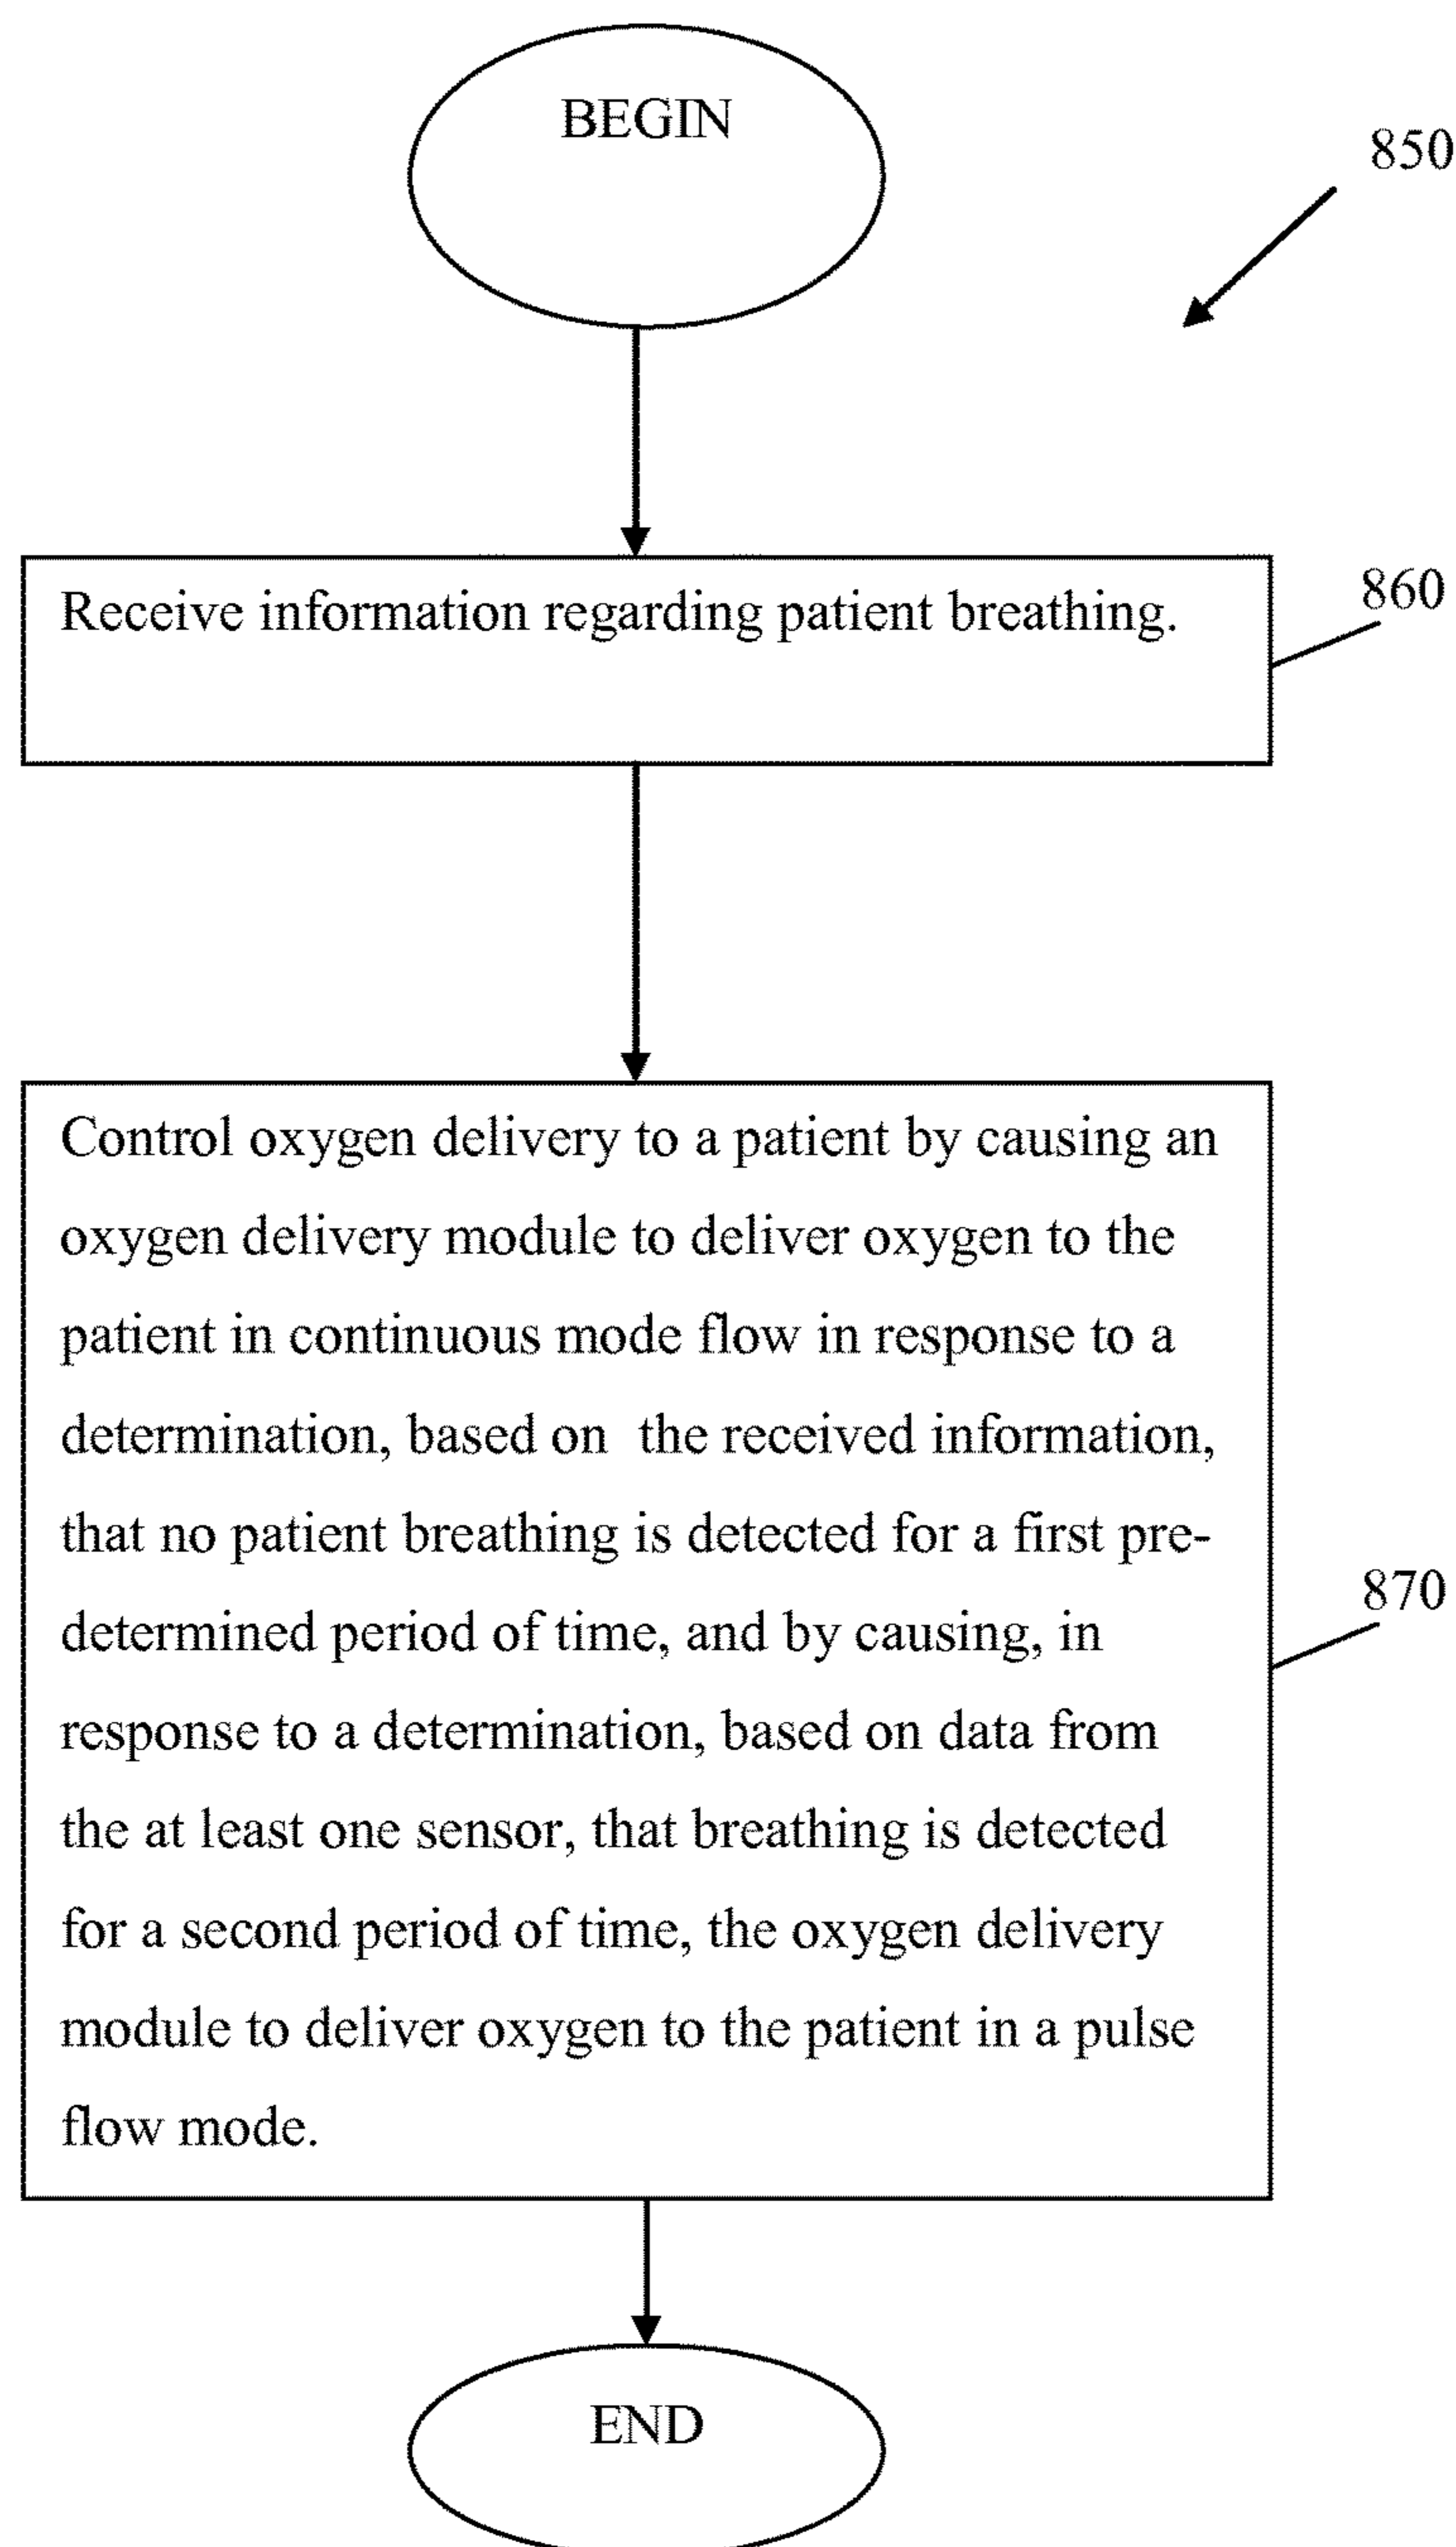 BEGIN
850
Receive information regarding patient breathing.
860
Control oxygen delivery to a patient by causing an
oxygen delivery module to deliver oxygen to the
patient in continuous mode flow in response to a
determination, based on  the received information,
that no patient breathing is detected for a first pre-
determined period of time, and by causing, in
response to a determination, based on data from
the at least one sensor, that breathing is detected
for a second period of time, the oxygen delivery
module to deliver oxygen to the patient in a pulse
flow mode.
870
END